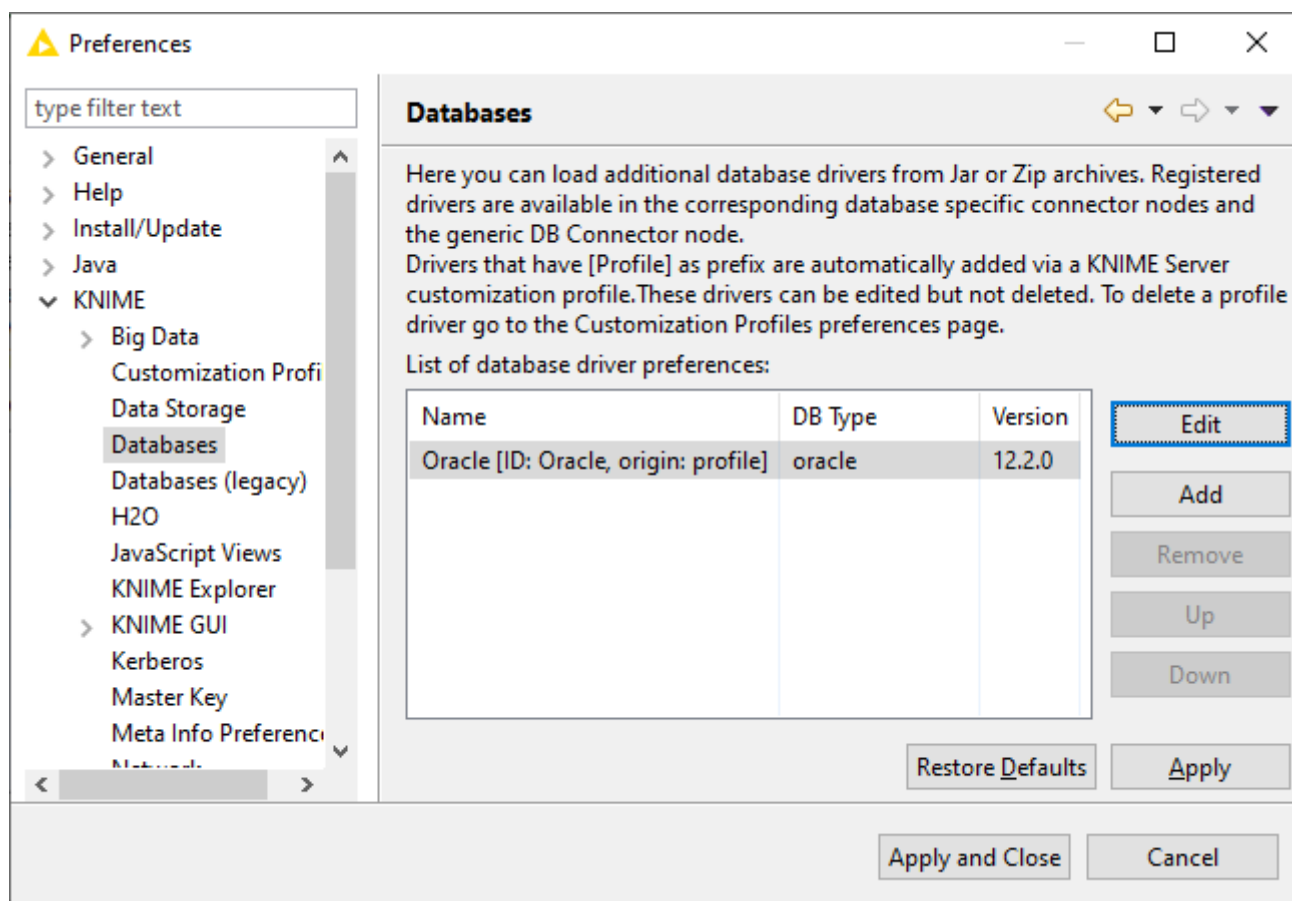 Preferences
type filter text
General
Help
Install/Update
Java
KNIME
Big Data
Customization Profi
Data Storage
Databases
Databases (legacy)
H2O
JavaScript Views
KNIME Explorer
KNIME GUI
Kerberos
Master Key
Meta Info Preferenc
Network
Databases
Here you can load additional database drivers from Jar or Zip archives. Registered
drivers are available in the corresponding database specific connector nodes and
the generic DB Connector node.
Drivers that have [Profile] as prefix are automatically added via a KNIME Server
customization profile.These drivers can be edited but not deleted. To delete a profile
driver go to the Customization Profiles preferences page.
List of database driver preferences:
Name DB Type Version
Oracle [ID: Oracle, origin: profile] oracle 12.2.0
Edit
Add
Remove
Up
Down
Restore Defaults Apply
Apply and Close Cancel